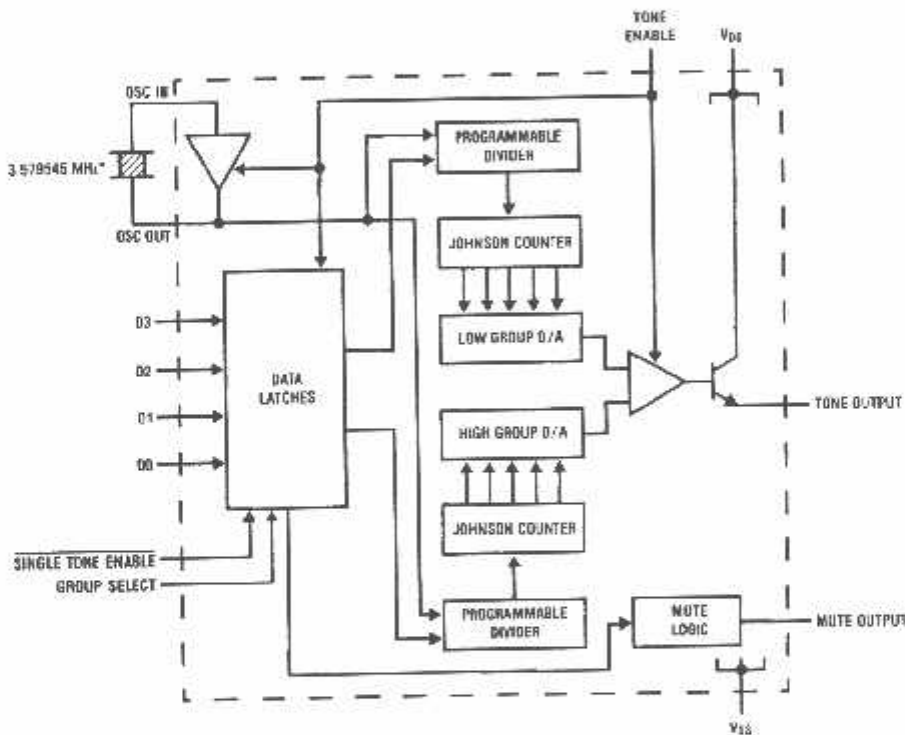 TONE
ENABLE
VDS
OSC IN
3 579545 MHz*
OSC OUT
PROGRAMMABLE
DIVIDER
JOHNSON COUNTER
LOW GROUP D/A
D3
D2
D1
D0
DATA
LATCHES
TONE OUTPUT
HIGH GROUP D/A
JOHNSON COUNTER
SINGLE TONE ENABLE
GROUP SELECT
PROGRAMMABLE
DIVIDER
MUTE
LOGIC
MUTE OUTPUT
VSS